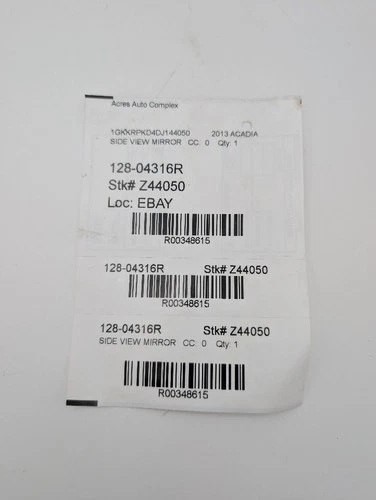 Acres Auto Complex
1GKKRPKD4DJ144050 2013 ACADIA
SIDE VIEW MIRROR CC: 0 Qty: 1
128-04316R
Stk# Z44050
Loc: EBAY
R00348615
128-04316R Stk# Z44050
R00348615
128-04316R Stk# Z44050
SIDE VIEW MIRROR CC: 0 Qty: 1
R00348615